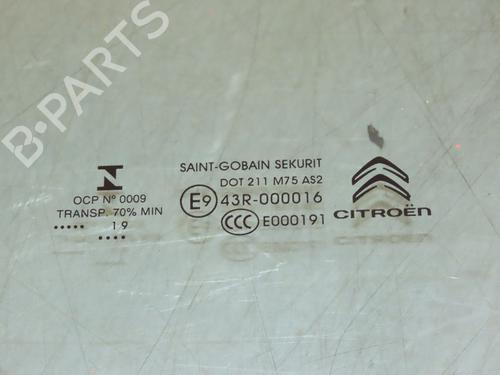 B-PARTS
N
SAINT-GOBAIN SEKURIT
DOT 211 M75 AS2
E9 43R-000016
CCC E000191
OCP Nº 0009
TRANSP. 70% MIN
..... 19
....
CITROËN